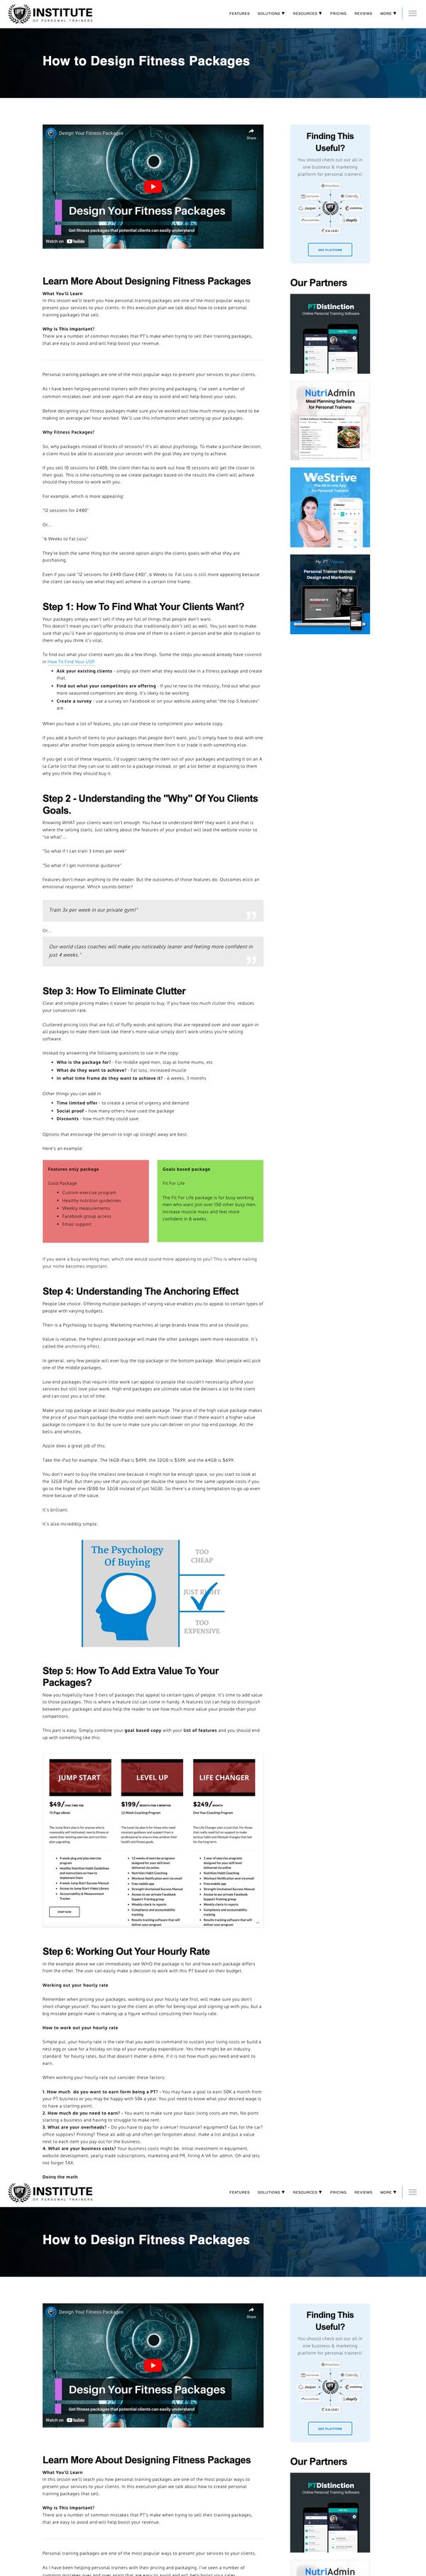 INSTITUTE
OF PERSONAL TRAINERS
FEATURES SOLUTIONS ▼ RESOURCES ▼ PRICING REVIEWS MORE ▼
How to Design Fitness Packages
Design Your Fitness Packages
Share
Design Your Fitness Packages
Get fitness packages that potential clients can easily understand
Watch on YouTube
Finding This
Useful?
You should check out our all in
one business & marketing
platform for personal trainers!
SEE PLATFORM
Learn More About Designing Fitness Packages
What You'll Learn
In this lesson we'll teach you how personal training packages are one of the most popular ways to
present your services to your clients. In this execution plan we will talk about how to create personal
training packages that sell.
Why is This Important?
There are a number of common mistakes that PT's make when trying to sell their training packages,
that are easy to avoid and will help boost your revenue.
Personal training packages are one of the most popular ways to present your services to your clients.
As I have been helping personal trainers with their pricing and packaging, I've seen a number of
common mistakes over and over again that are easy to avoid and will help boost your sales.
Before designing your fitness packages make sure you've worked out how much money you need to be
making on average per hour worked. We'll use this information when setting up your packages.
Why Fitness Packages?
So, why packages instead of blocks of sessions? It's all about psychology. To make a purchase decision,
a client must be able to associate your services with the goal they are trying to achieve.
If you sell 10 sessions for £400, the client then has to work out how 10 sessions will get the closer to
their goal. This is time consuming so we create packages based on the results the client will achieve
should they choose to work with you.
For example, which is more appealing:
"12 sessions for £480"
Or...
"6 Weeks to Fat Loss"
They're both the same thing but the second option aligns the clients goals with what they are
purchasing.
Even if you said "12 sessions for £440 (Save £40)", 6 Weeks to Fat Loss is still more appealing because
the client can easily see what they will achieve in a certain time frame.
Our Partners
PTDistinction
Online Personal Training Software
NutriAdmin
Meal Planning Software
for Personal Trainers
WeStrive
The All in One App
For Personal Trainers
Personal Trainer Website
Design and Marketing
Step 1: How To Find What Your Clients Want?
Your packages simply won't sell if they are full of things that people don't want.
This doesn't mean you can't offer products that traditionally don't sell as well. You just want to make
sure that you'll have an opportunity to show one of them to a client in person and be able to explain to
them why you think it's vital.
To find out what your clients want you do a few things. Some the steps you would already have covered
in How To Find Your USP.
• Ask your existing clients - simply ask them what they would like in a fitness package and create
that.
• Find out what your competitors are offering - If you're new to the industry, find out what your
more seasoned competitors are doing. It's likely to be working
• Create a survey - use a survey on Facebook or on your website asking what "the top 5 features"
are.
When you have a list of features, you can use these to compliment your website copy.
If you add a bunch of items to your packages that people don't want, you'll simply have to deal with one
request after another from people asking to remove them from it or trade it with something else.
If you get a lot of these requests, I'd suggest taking the item out of your packages and putting it on an A
la Carte list that they can use to add on to a package instead, or get a lot better at explaining to them
why you think they should buy it.
Step 2 - Understanding the "Why" Of You Clients
Goals.
Knowing WHAT your clients want isn't enough. You have to understand WHY they want it and that is
where the selling starts. Just talking about the features of your product will lead the website visitor to
"so what"...
"So what if I can train 3 times per week"
"So what if I get nutritional guidance"
Features don't mean anything to the reader. But the outcomes of those features do. Outcomes elicit an
emotional response. Which sounds better?
Train 3x per week in our private gym!"
Or...
Our world class coaches will make you noticeably leaner and feeling more confident in
just 4 weeks."
Step 3: How To Eliminate Clutter
Clear and simple pricing makes it easier for people to buy. If you have too much clutter this reduces
your conversion rate.
Cluttered pricing lists that are full of fluffy words and options that are repeated over and over again in
all packages to make them look like there's more value simply don't work unless you're selling
software.
Instead try answering the following questions to use in the copy:
• Who is the package for? - For middle aged men, stay at home mums, etc
• What do they want to achieve? - Fat loss, increased muscle
• In what time frame do they want to achieve it? - 6 weeks, 3 months
Other things you can add in
• Time limited offer - to create a sense of urgency and demand
• Social proof - how many others have used the package
• Discounts - how much they could save
Options that encourage the person to sign up straight away are best.
Here's an example:
Features only package
Gold Package
• Custom exercise program
• Healthy nutrition guidelines
• Weekly measurements
• Facebook group access
• Email support
Goals based package
Fit For Life
The Fit For Life package is for busy working
men who want join over 150 other busy men,
increase muscle mass and feel more
confident in 8 weeks.
If you were a busy working man, which one would sound more appealing to you? This is where nailing
your niche becomes important.
Step 4: Understanding The Anchoring Effect
People like choice. Offering multiple packages of varying value enables you to appeal to certain types of
people with varying budgets.
Then is a Psychology to buying. Marketing machines at large brands knew this and so should you.
Value is relative, the highest priced package will make the other packages seem more reasonable. It's
called the anchoring effect.
In general, very few people will ever buy the top package or the bottom package. Most people will pick
one of the middle packages.
Low end packages that require little work can appeal to people that couldn't necessarily afford your
services but still love your work. High end packages are ultimate value the delivers a lot to the client
and can cost you a lot of time.
Make your top package at least double your middle package. The price of the high value package makes
the price of your main package (the middle one) seem much lower than if there wasn't a higher value
package to compare it to. But be sure to make sure you can deliver on your top package. All the
bells and whistles.
Apple does a great job of this.
Take the iPad for example. The 16GB iPad is $499, the 32GB is $599, and the 64GB is $699.
You don't want to buy the smallest one because it might not be enough space, so you start to look at
the 32GB iPad. But then you see that you could get double the space for the same upgrade costs if you
go to the higher one ($100 for 32GB instead of just 16GB). So there's a strong temptation to go up even
more because of the value.
It's brilliant.
It's also incredibly simple.
The Psychology
Of Buying
TOO
CHEAP
JUST RIGHT
TOO
EXPENSIVE
Step 5: How To Add Extra Value To Your
Packages?
Now you hopefully have 3 tiers of packages that appeal to certain types of people. It's time to add value
to those packages. This is where a feature list can come in handy. A features list can help to distinguish
between your packages and also help the reader to see how much more value your provide than your
competitors.
This part is easy. Simply combine your goal based copy with your list of features and you should end
up with something like this:
JUMP START
$49/ONE TIME FEE
75 Page eBook
START NOW
LEVEL UP
$199/MONTH FOR 3 MONTHS
12 Week Coaching Program
LIFE CHANGER
$249/MONTH
One Year Coaching Program
Step 6: Working Out Your Hourly Rate
In the example above we can immediately see WHO the package is for and how each package differs
from the other. The user can easily make a decision to work with this PT based on their budget.
Working out your hourly rate
Remember when pricing your packages, working out your hourly rate first, will make sure you don't
short change yourself. You want to give the client an offer for being loyal and signing up with you, but a
big mistake people make is making up a figure without consulting their hourly rate.
How to work out your hourly rate
Simple put, your hourly rate is the rate that you want to command to sustain your living costs or build a
nest egg or save for a holiday on top of your everyday expenditure. Yes there might be an industry
standard for hourly rates, but that doesn't matter a dime, if it is not how much you need and want to
earn.
When working your hourly rate out consider these factors:
1. How much do you want to earn form being a PT? - You may have a goal to earn 50K a month from
your PT business or you may be happy with 50k a year. You just need to know what your desired wage is
to have a starting point.
2. How much do you need to earn? - You want to make sure your basic living costs are met. No point
starting a business and having to struggle to make rent.
3. What are your overheads? - Do you have to pay for a venue? Insurance? equipment? Gas for the car?
office supplies? Printing? These all add up and often get forgotten about, make a list and put a value
next to each item you pay out for the business.
4. What are your business costs? Your business costs might be, initial investment in equipment,
website development, yearly trade subscriptions, marketing and PR, hiring A VA for admin. Oh and lets
not forget TAX.
Doing the math
INSTITUTE
OF PERSONAL TRAINERS
FEATURES SOLUTIONS ▼ RESOURCES ▼ PRICING REVIEWS MORE ▼
How to Design Fitness Packages
Design Your Fitness Packages
Share
Design Your Fitness Packages
Get fitness packages that potential clients can easily understand
Watch on YouTube
Finding This
Useful?
You should check out our all in
one business & marketing
platform for personal trainers!
SEE PLATFORM
Learn More About Designing Fitness Packages
What You'll Learn
In this lesson we'll teach you how personal training packages are one of the most popular ways to
present your services to your clients. In this execution plan we will talk about how to create personal
training packages that sell.
Why is This Important?
There are a number of common mistakes that PT's make when trying to sell their training packages,
that are easy to avoid and will help boost your revenue.
Personal training packages are one of the most popular ways to present your services to your clients.
As I have been helping personal trainers with their pricing and packaging, I've seen a number of
Our Partners
PTDistinction
Online Personal Training Software
NutriAdmin